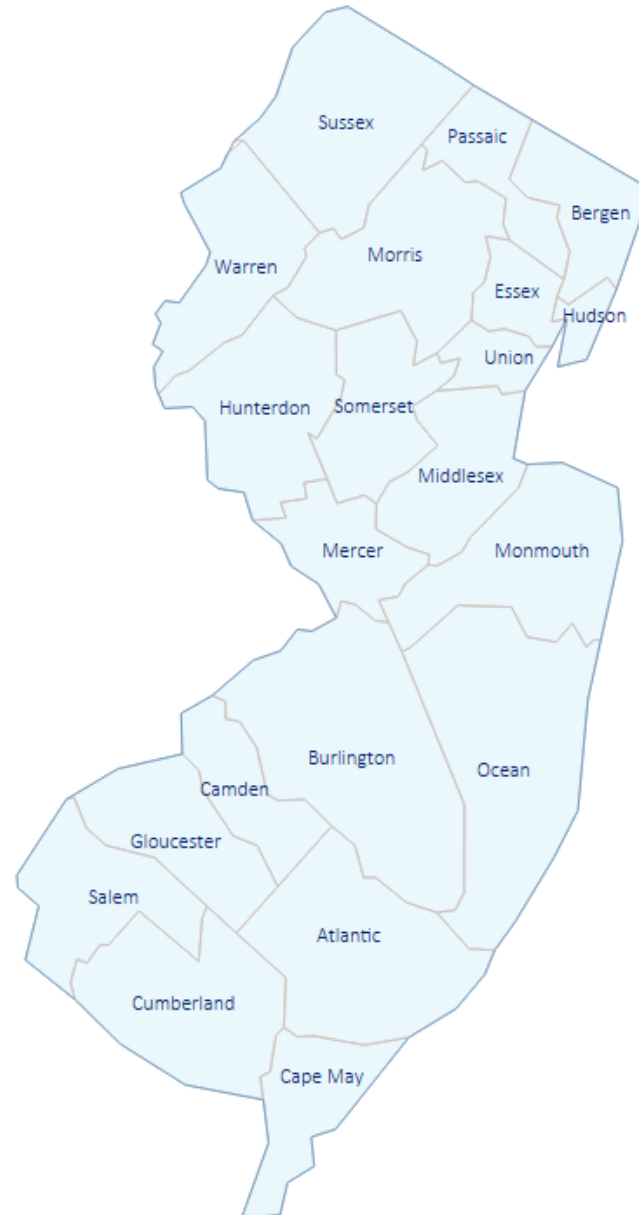 Sussex
Passaic
Bergen
Morris
Warren
Essex
Hudson
Union
Hunterdon
Somerset
Middlesex
Mercer
Monmouth
Burlington
Ocean
Camden
Gloucester
Salem
Atlantic
Cumberland
Cape May